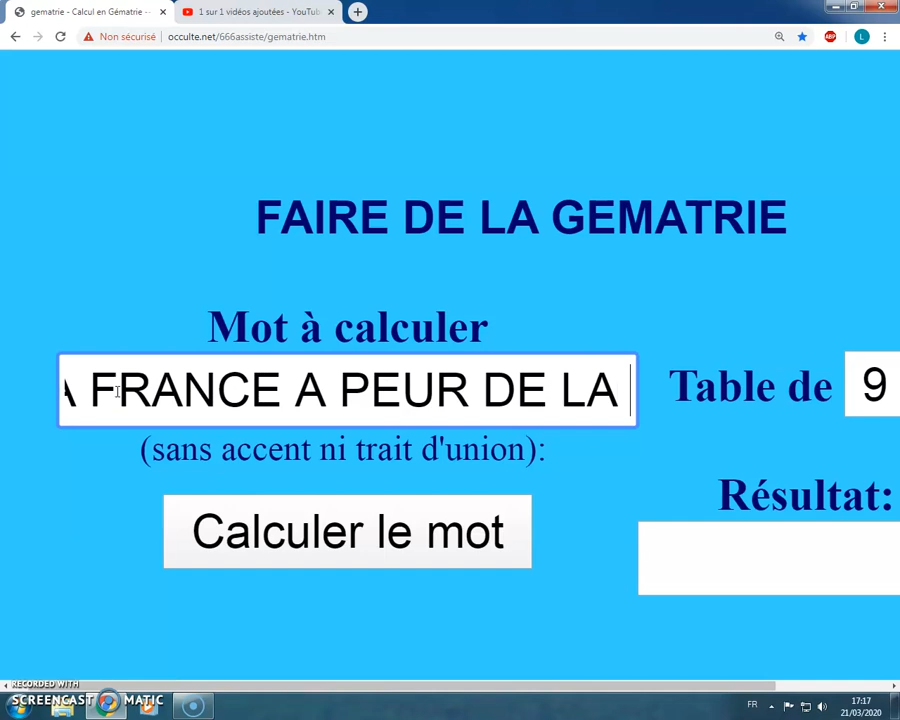 gematrie - Calcul en Gématrie -
1 sur 1 vidéos ajoutées - YouTub
Non sécurisé
occulte.net/666assiste/gematrie.htm
ABP
L
FAIRE DE LA GEMATRIE
Mot à calculer
A FRANCE A PEUR DE LA
Table de 9
(sans accent ni trait d'union):
Résultat:
Calculer le mot
RECORDED WITH
SCREENCAST MATIC
FR
17:17
21/03/2020